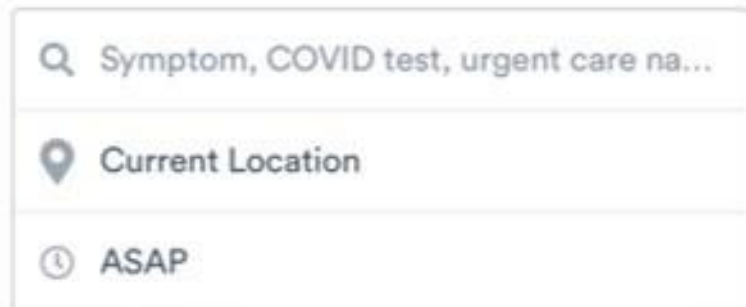 Symptom, COVID test, urgent care na...
Current Location
ASAP